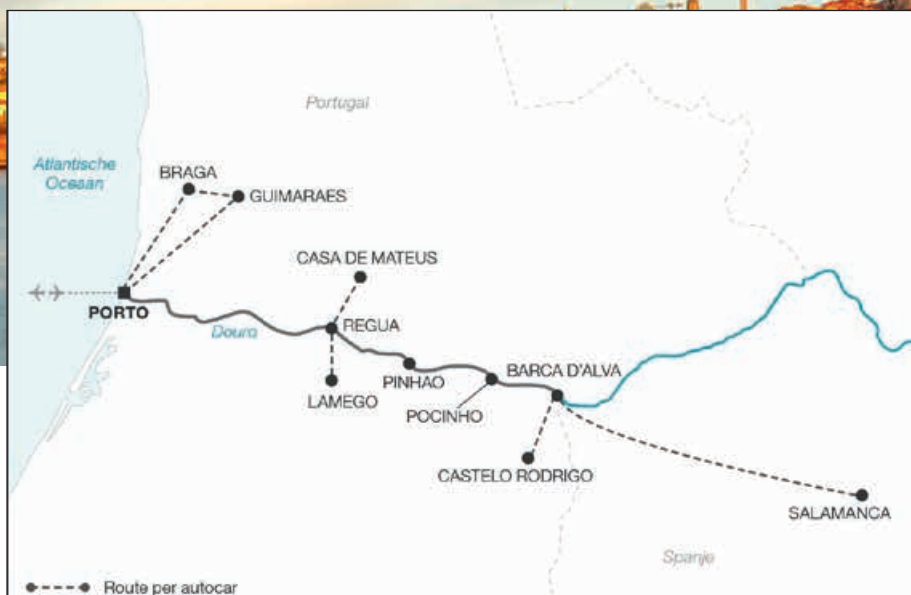 Portugal
Atlantische
Ocesan
BRAGA
GUIMARAES
CASA DE MATEUS
PORTO
Douro
REGUA
BARCA D'ALVA
PINHAO
LAMEGO
POCINHO
CASTELO RODRIGO
SALAMANCA
Spanje
Route per autocar